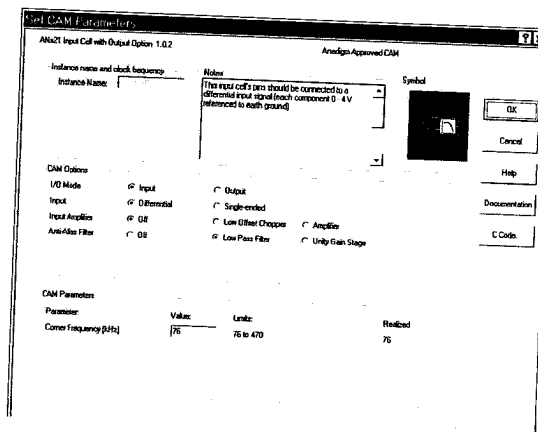 Set CAM Parameters
ANx21 Input Cell with Output Option 1.0.2
Anadigm Approved CAM
Instance name and clock frequency
Instance Name:
Notes
This input cell's pins should be connected to a
differential input signal (each component 0 - 4 V
referenced to earth ground)
Symbol
OK
Cancel
Help
Documentation
C Code.
CAM Options
I/O Mode Input Output
Input Differential Single-ended
Input Amplifier Off Low Offset Chopper Amplifier
Anti-Alias Filter Off Low Pass Filter Unity Gain Stage
CAM Parameters
Parameter Value: Limits: Realized
Corner Frequency [kHz] 76 76 to 470 76